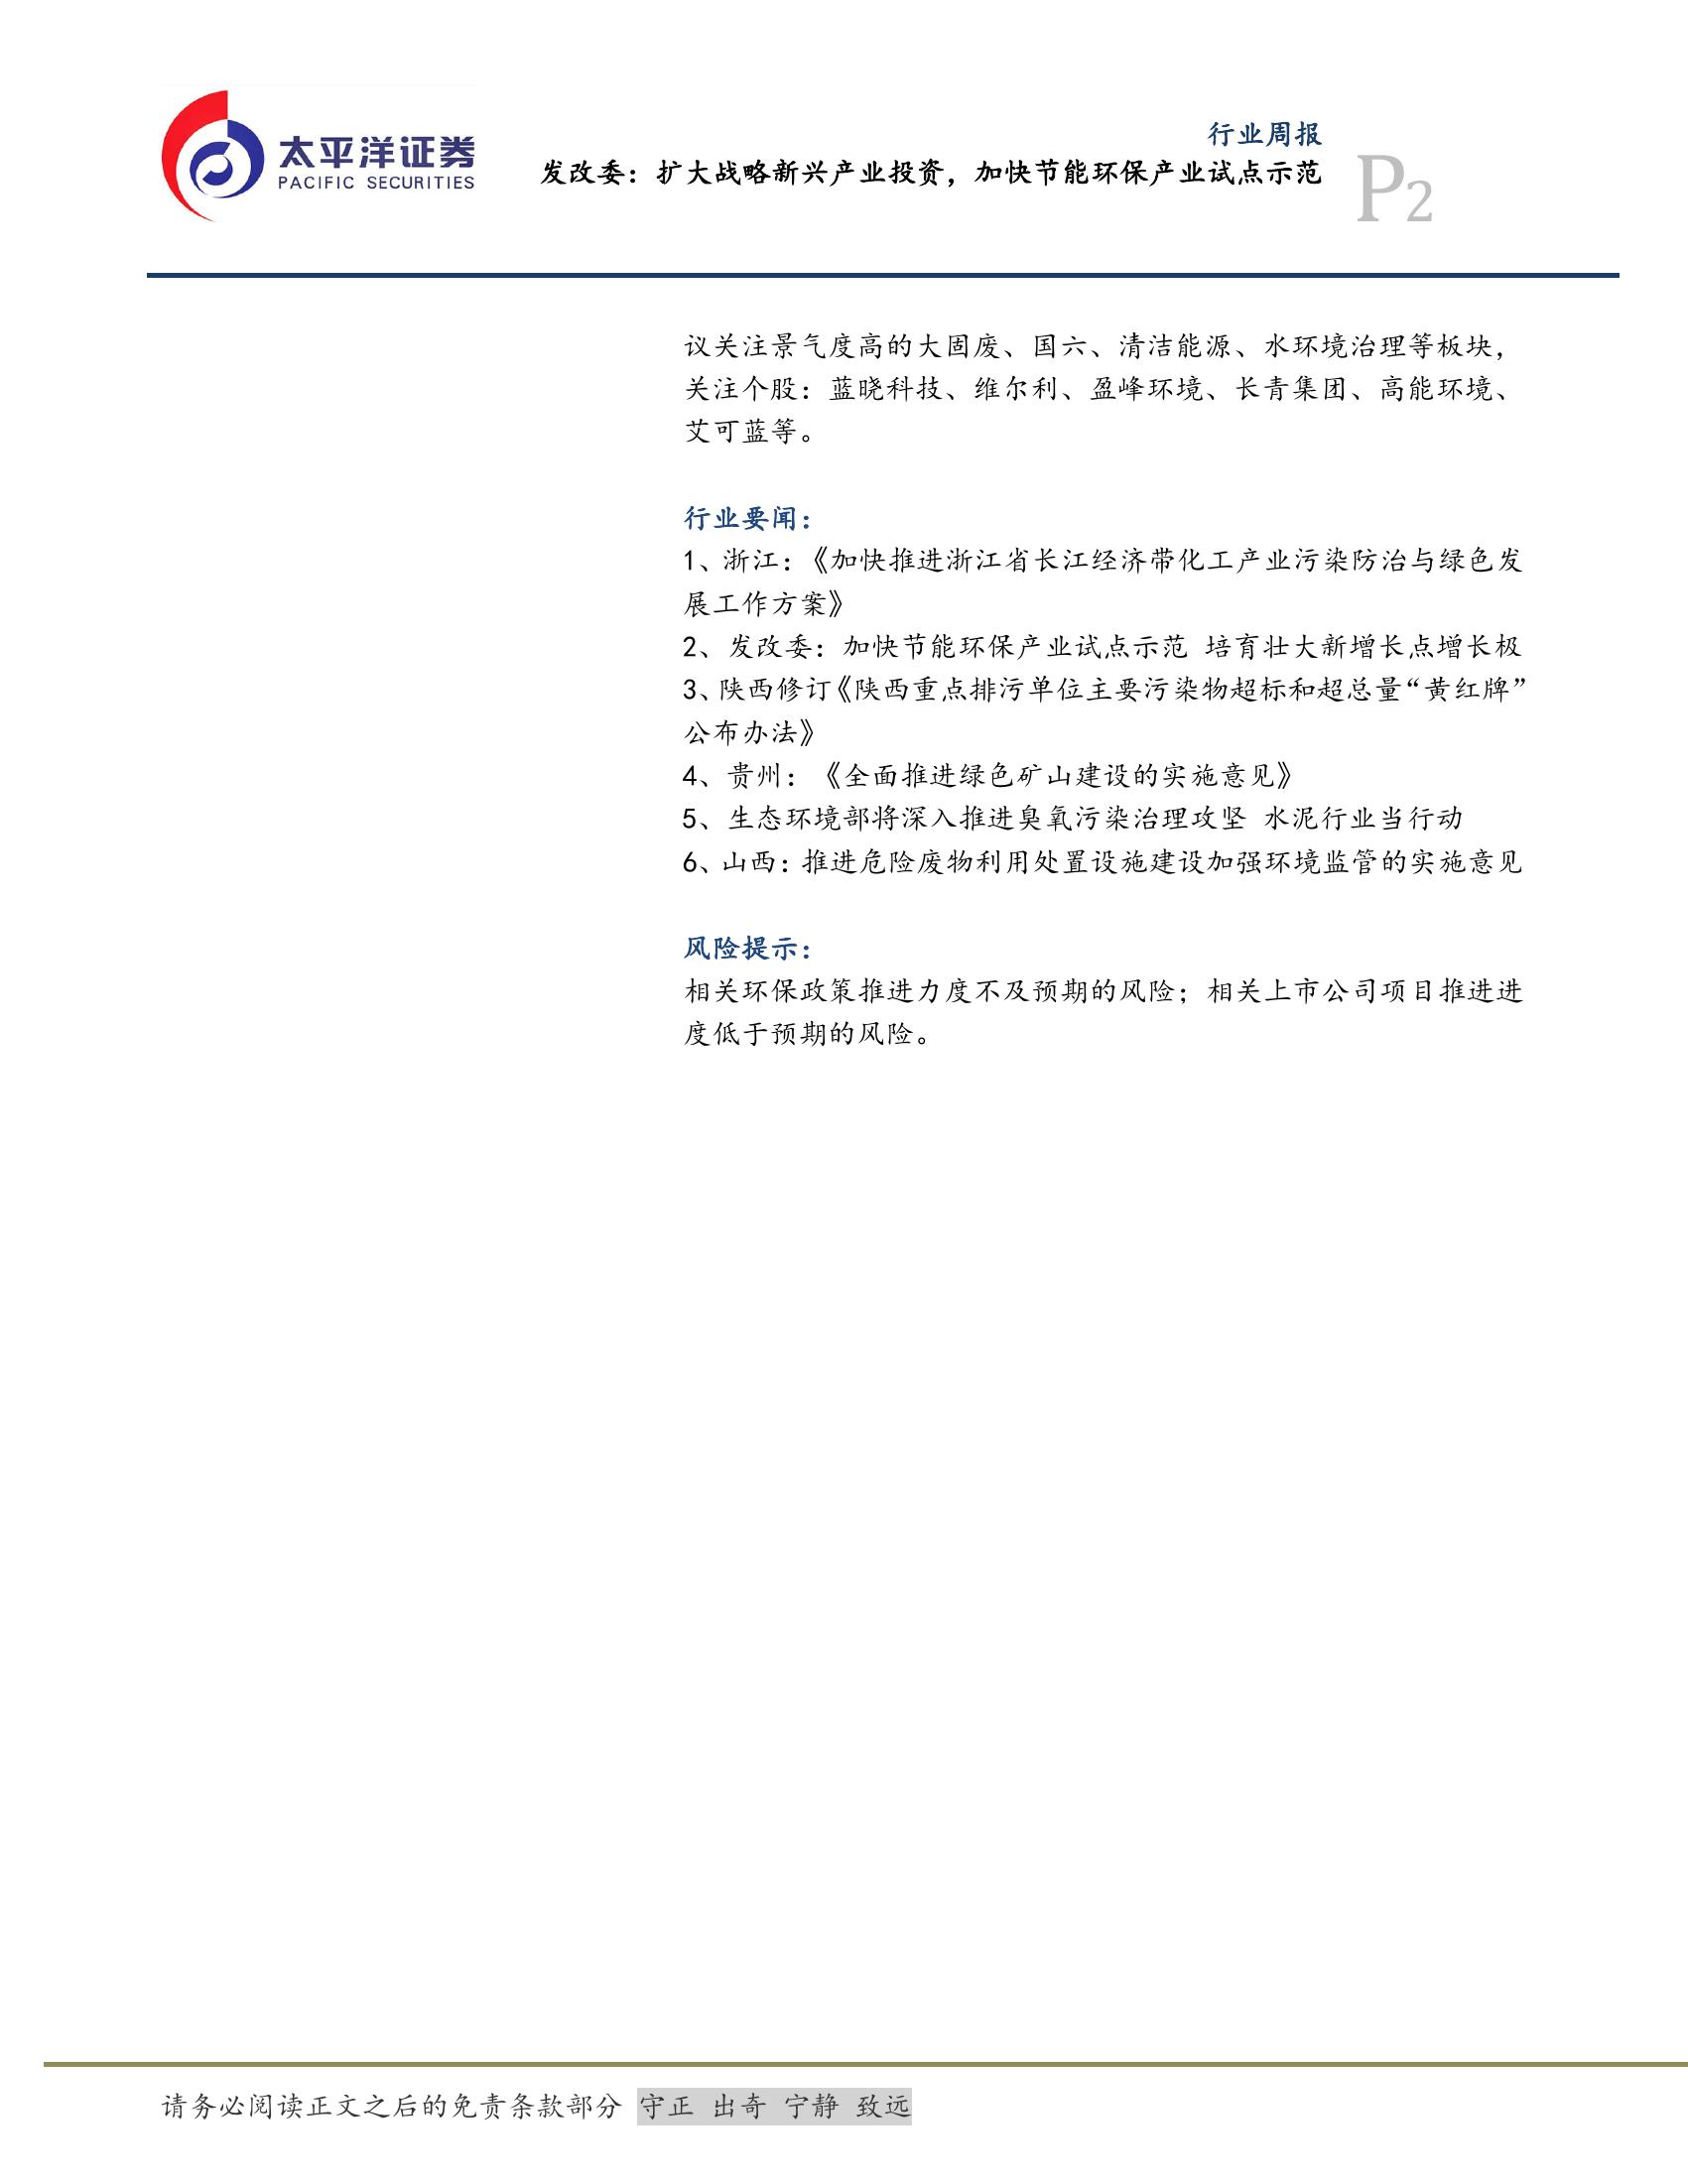 太平洋证券
PACIFIC SECURITIES
行业周报
发改委：扩大战略新兴产业投资，加快节能环保产业试点示范
P2
议关注景气度高的大固废、国六、清洁能源、水环境治理等板块，
关注个股：蓝晓科技、维尔利、盈峰环境、长青集团、高能环境、
艾可蓝等。
行业要闻：
1、浙江：《加快推进浙江省长江经济带化工产业污染防治与绿色发
展工作方案》
2、发改委：加快节能环保产业试点示范 培育壮大新增长点增长极
3、陕西修订《陕西重点排污单位主要污染物超标和超总量“黄红牌”
公布办法》
4、贵州：《全面推进绿色矿山建设的实施意见》
5、生态环境部将深入推进臭氧污染治理攻坚 水泥行业当行动
6、山西：推进危险废物利用处置设施建设加强环境监管的实施意见
风险提示：
相关环保政策推进力度不及预期的风险；相关上市公司项目推进进
度低于预期的风险。
请务必阅读正文之后的免责条款部分 守正 出奇 宁静 致远